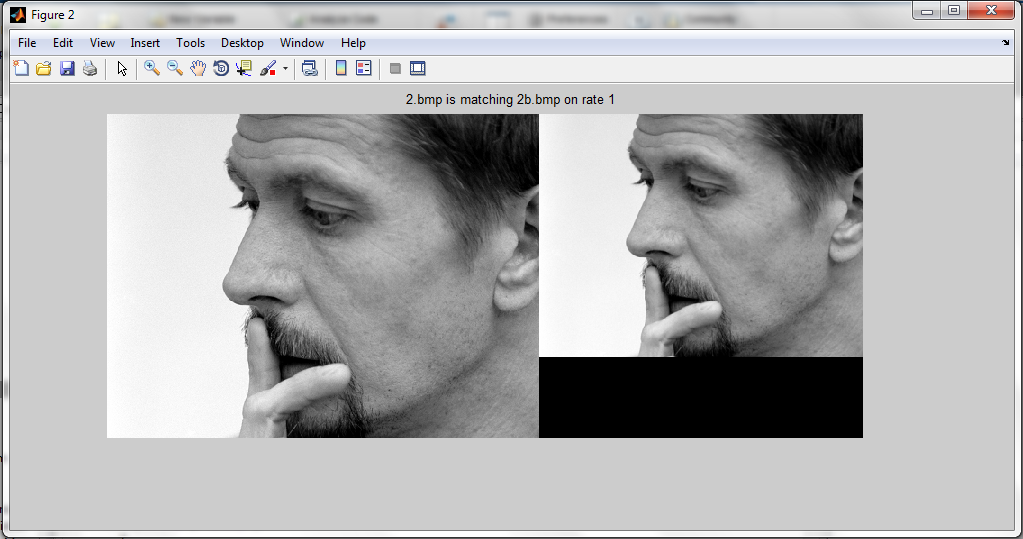 Figure 2
File Edit View Insert Tools Desktop Window Help
2.bmp is matching 2b.bmp on rate 1